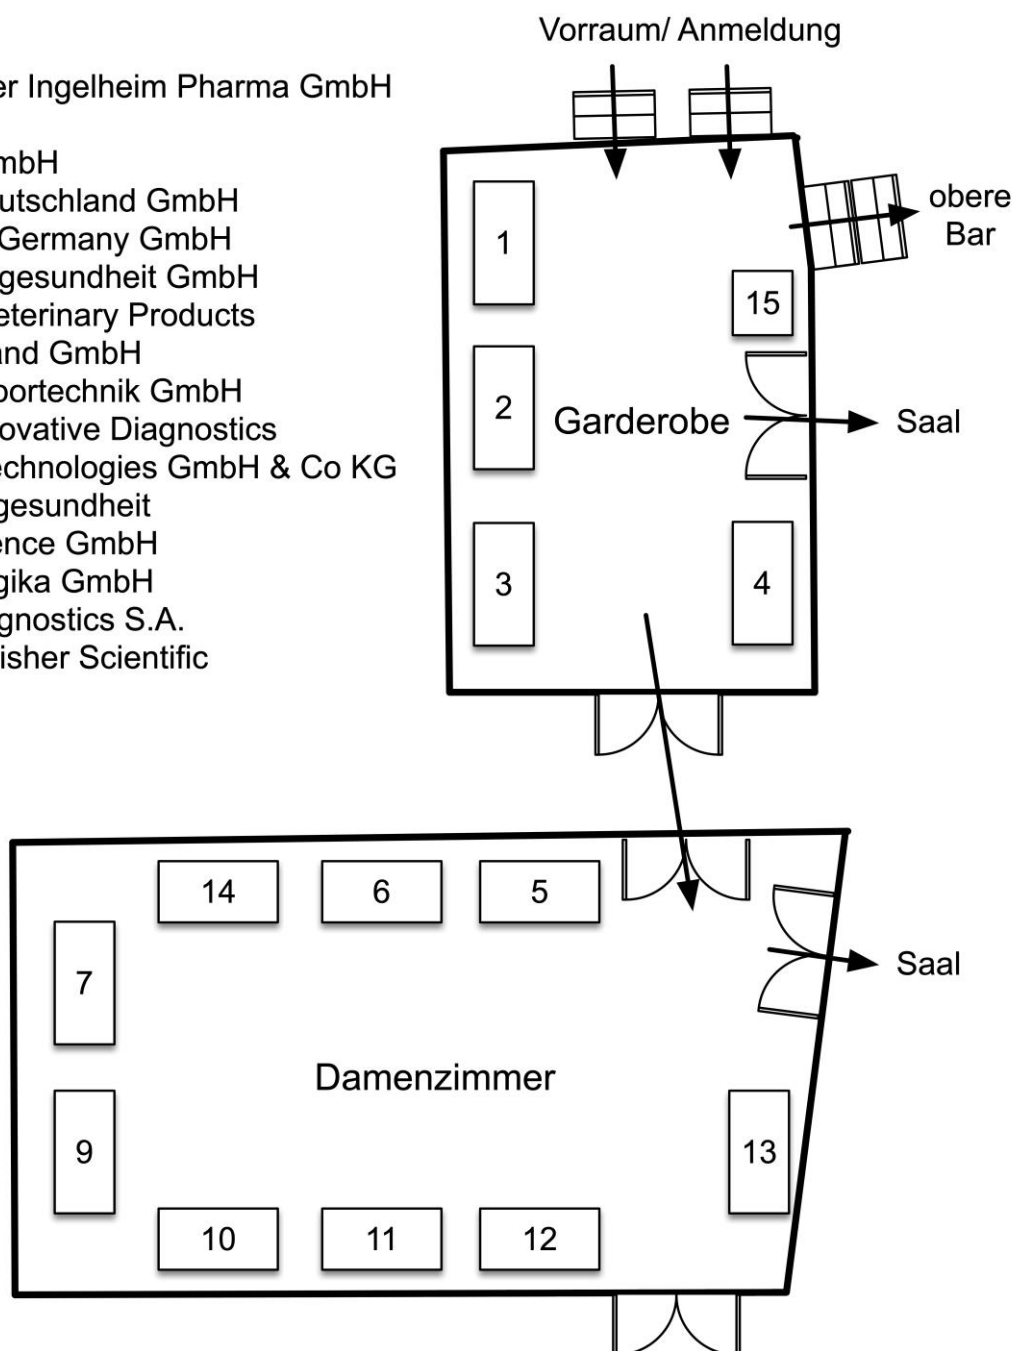 Vorraum/ Anmeldung
er Ingelheim Pharma GmbH
mbH
utschland GmbH
Germany GmbH
gesundheit GmbH
eterinary Products
and GmbH
portechnik GmbH
ovative Diagnostics
echnologies GmbH & Co KG
gesundheit
ence GmbH
gika GmbH
gnostics S.A.
isher Scientific
obere
Bar
1
15
2
Garderobe
Saal
3
4
14
6
5
7
Saal
Damenzimmer
9
13
10
11
12